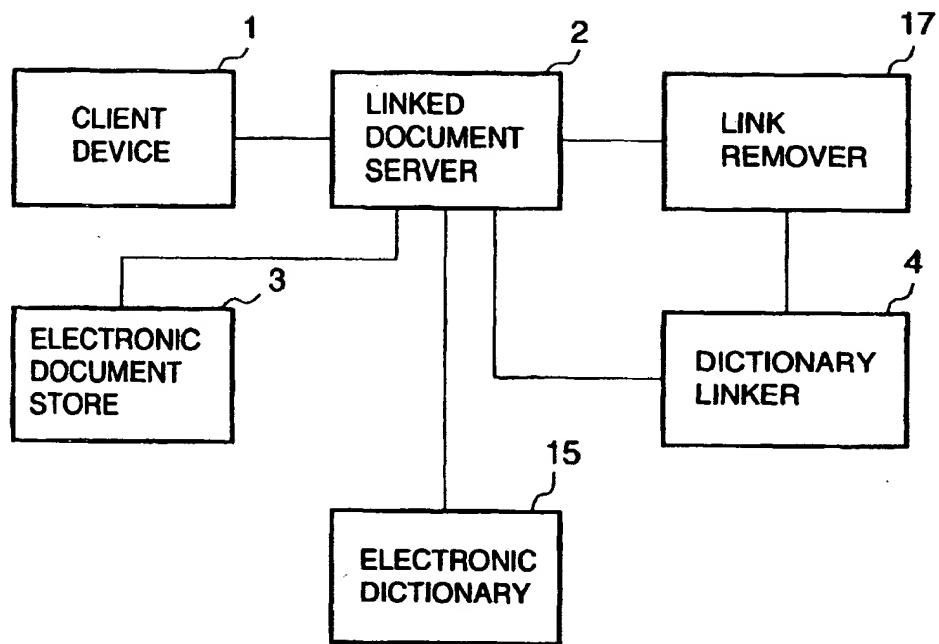 1
CLIENT
DEVICE
2
LINKED
DOCUMENT
SERVER
17
LINK
REMOVER
3
ELECTRONIC
DOCUMENT
STORE
4
DICTIONARY
LINKER
15
ELECTRONIC
DICTIONARY